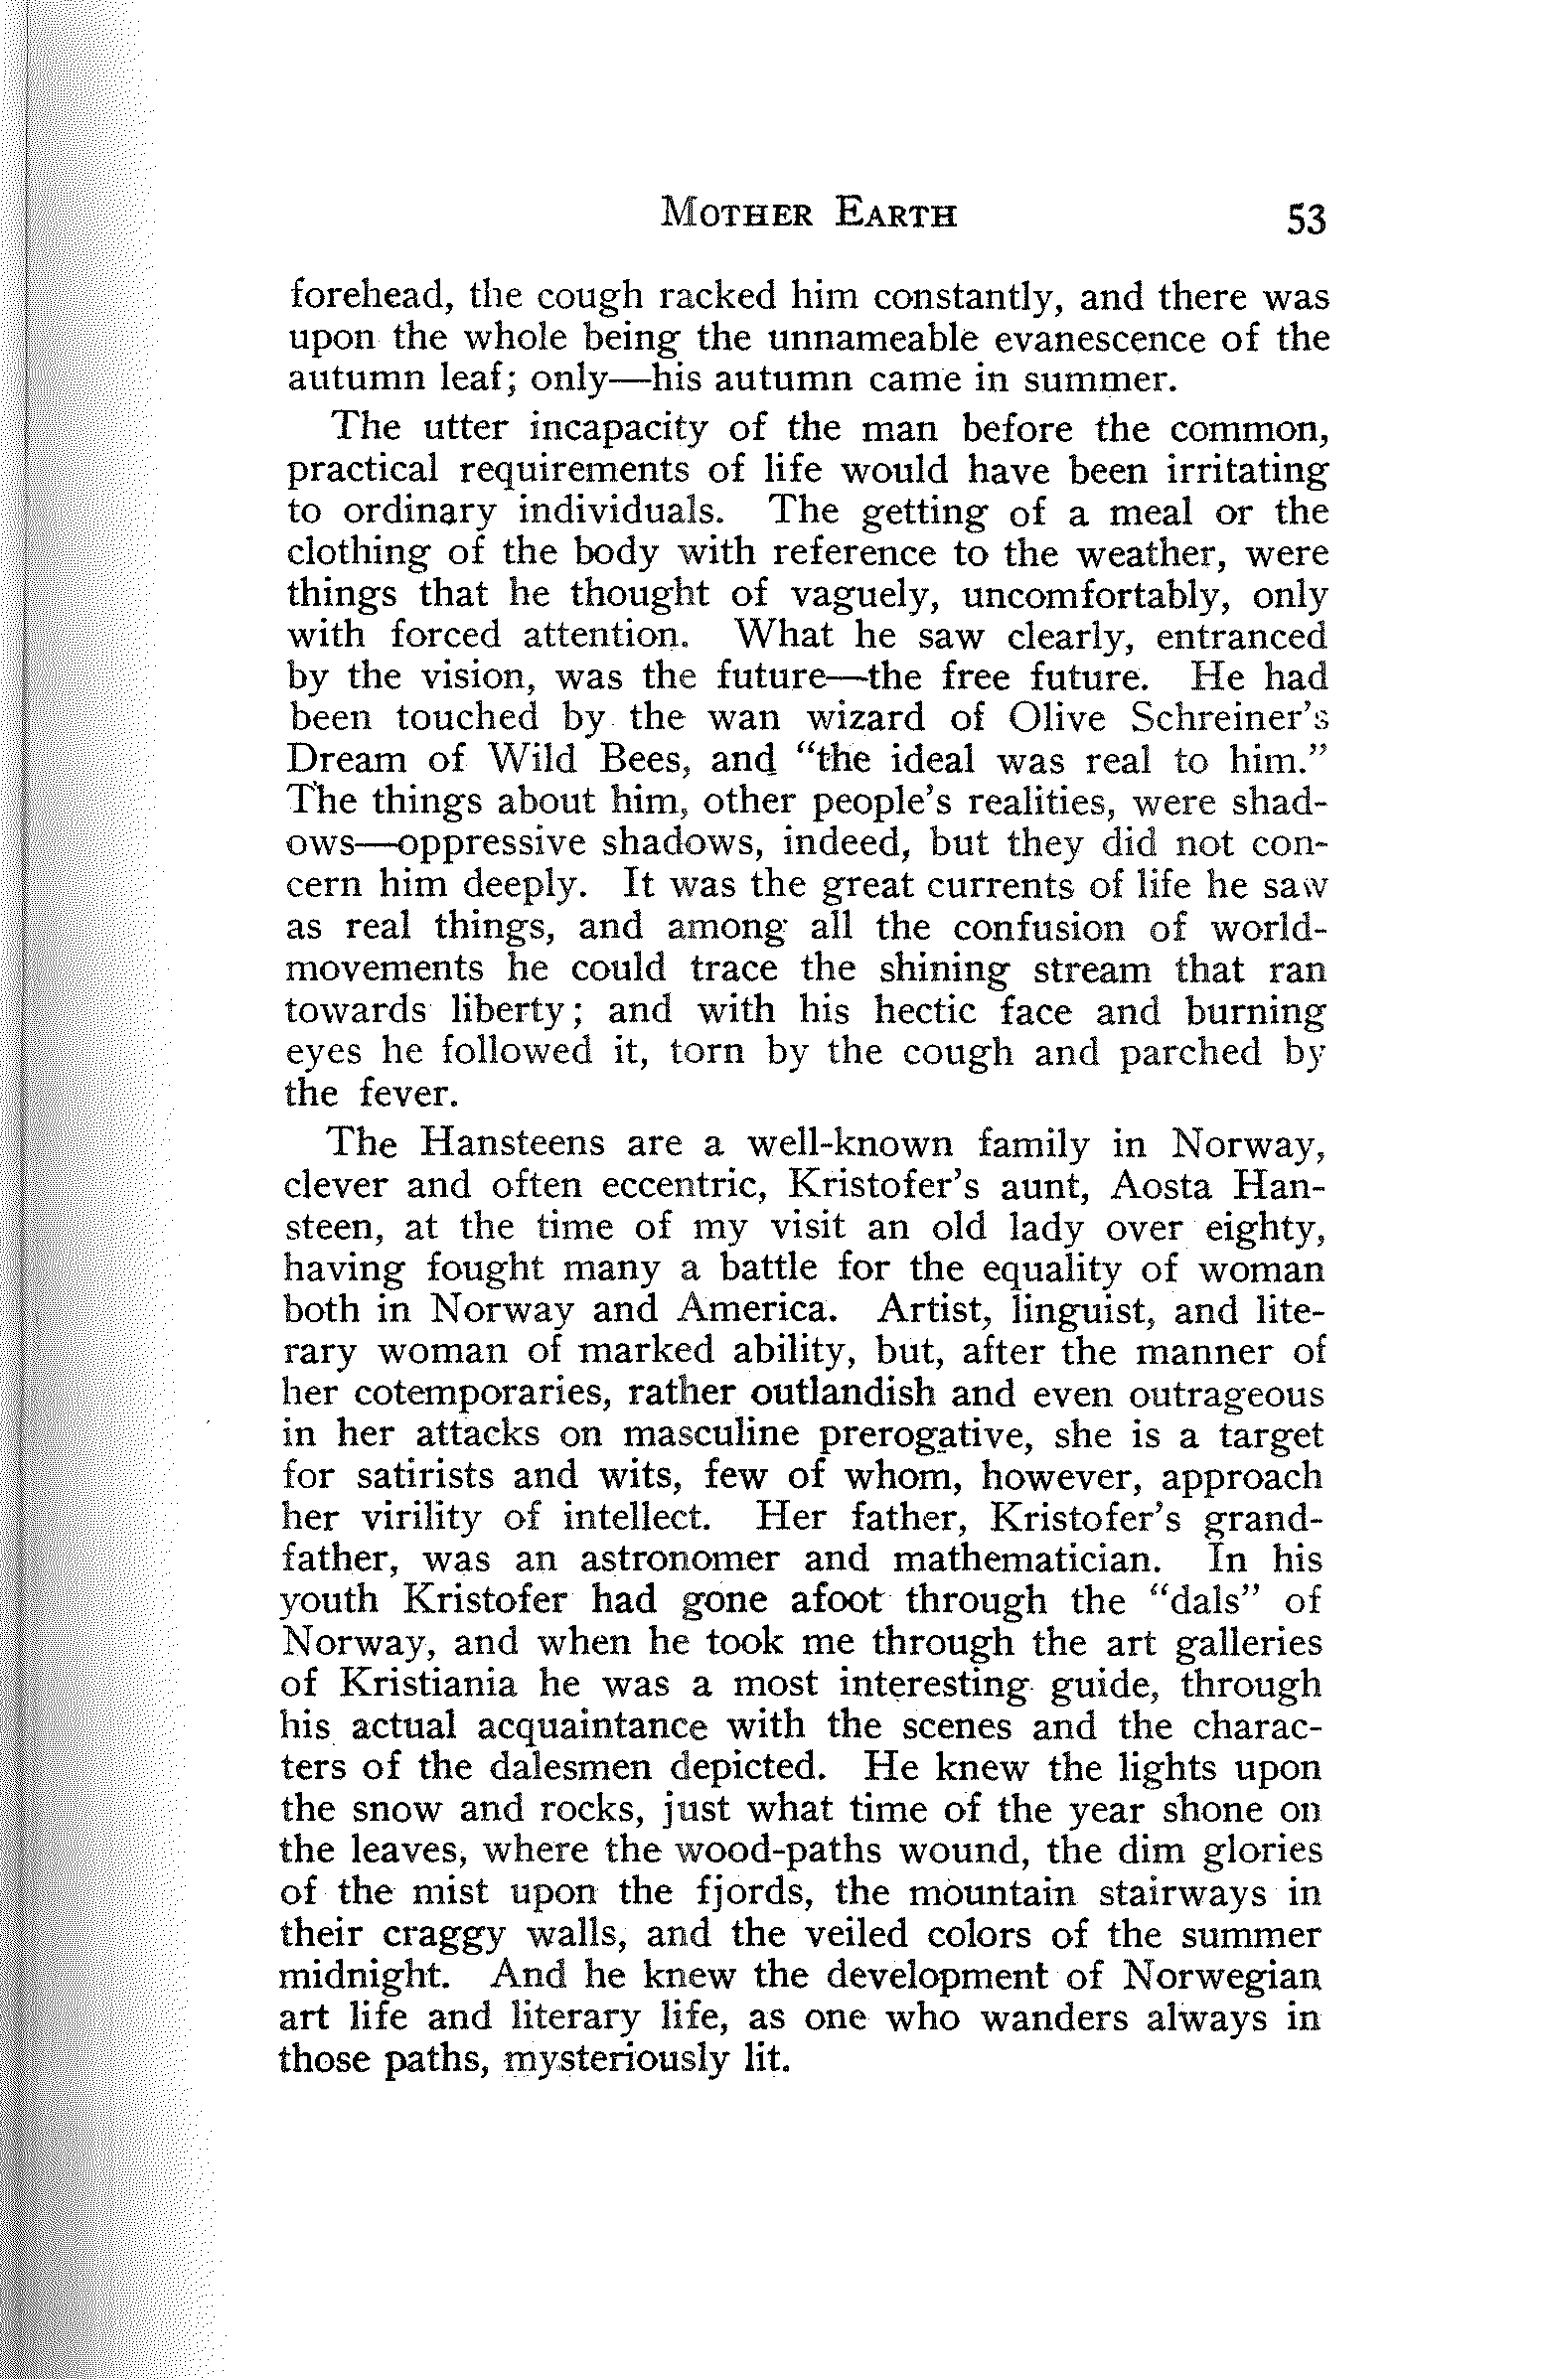 MOTHER EARTH 53
forehead, the cough racked him constantly, and there was
upon the whole being the unnameable evanescence of the
autumn leaf; only—his autumn came in summer.
The utter incapacity of the man before the common,
practical requirements of life would have been irritating
to ordinary individuals. The getting of a meal or the
clothing of the body with reference to the weather, were
things that he thought of vaguely, uncomfortably, only
with forced attention. What he saw clearly, entranced
by the vision, was the future—the free future. He had
been touched by the wan wizard of Olive Schreiner's
Dream of Wild Bees, and "the ideal was real to him."
The things about him, other people's realities, were shad-
ows—oppressive shadows, indeed, but they did not con-
cern him deeply. It was the great currents of life he saw
as real things, and among all the confusion of world-
movements he could trace the shining stream that ran
towards liberty; and with his hectic face and burning
eyes he followed it, torn by the cough and parched by
the fever.
The Hansteens are a well-known family in Norway,
clever and often eccentric, Kristofer's aunt, Aosta Han-
steen, at the time of my visit an old lady over eighty,
having fought many a battle for the equality of woman
both in Norway and America. Artist, linguist, and lite-
rary woman of marked ability, but, after the manner of
her cotemporaries, rather outlandish and even outrageous
in her attacks on masculine prerogative, she is a target
for satirists and wits, few of whom, however, approach
her virility of intellect. Her father, Kristofer's grand-
father, was an astronomer and mathematician. In his
youth Kristofer had gone afoot through the "dals" of
Norway, and when he took me through the art galleries
of Kristiania he was a most interesting guide, through
his actual acquaintance with the scenes and the charac-
ters of the dalesmen depicted. He knew the lights upon
the snow and rocks, just what time of the year shone on
the leaves, where the wood-paths wound, the dim glories
of the mist upon the fjords, the mountain stairways in
their craggy walls, and the veiled colors of the summer
midnight. And he knew the development of Norwegian
art life and literary life, as one who wanders always in
those paths, mysteriously lit.